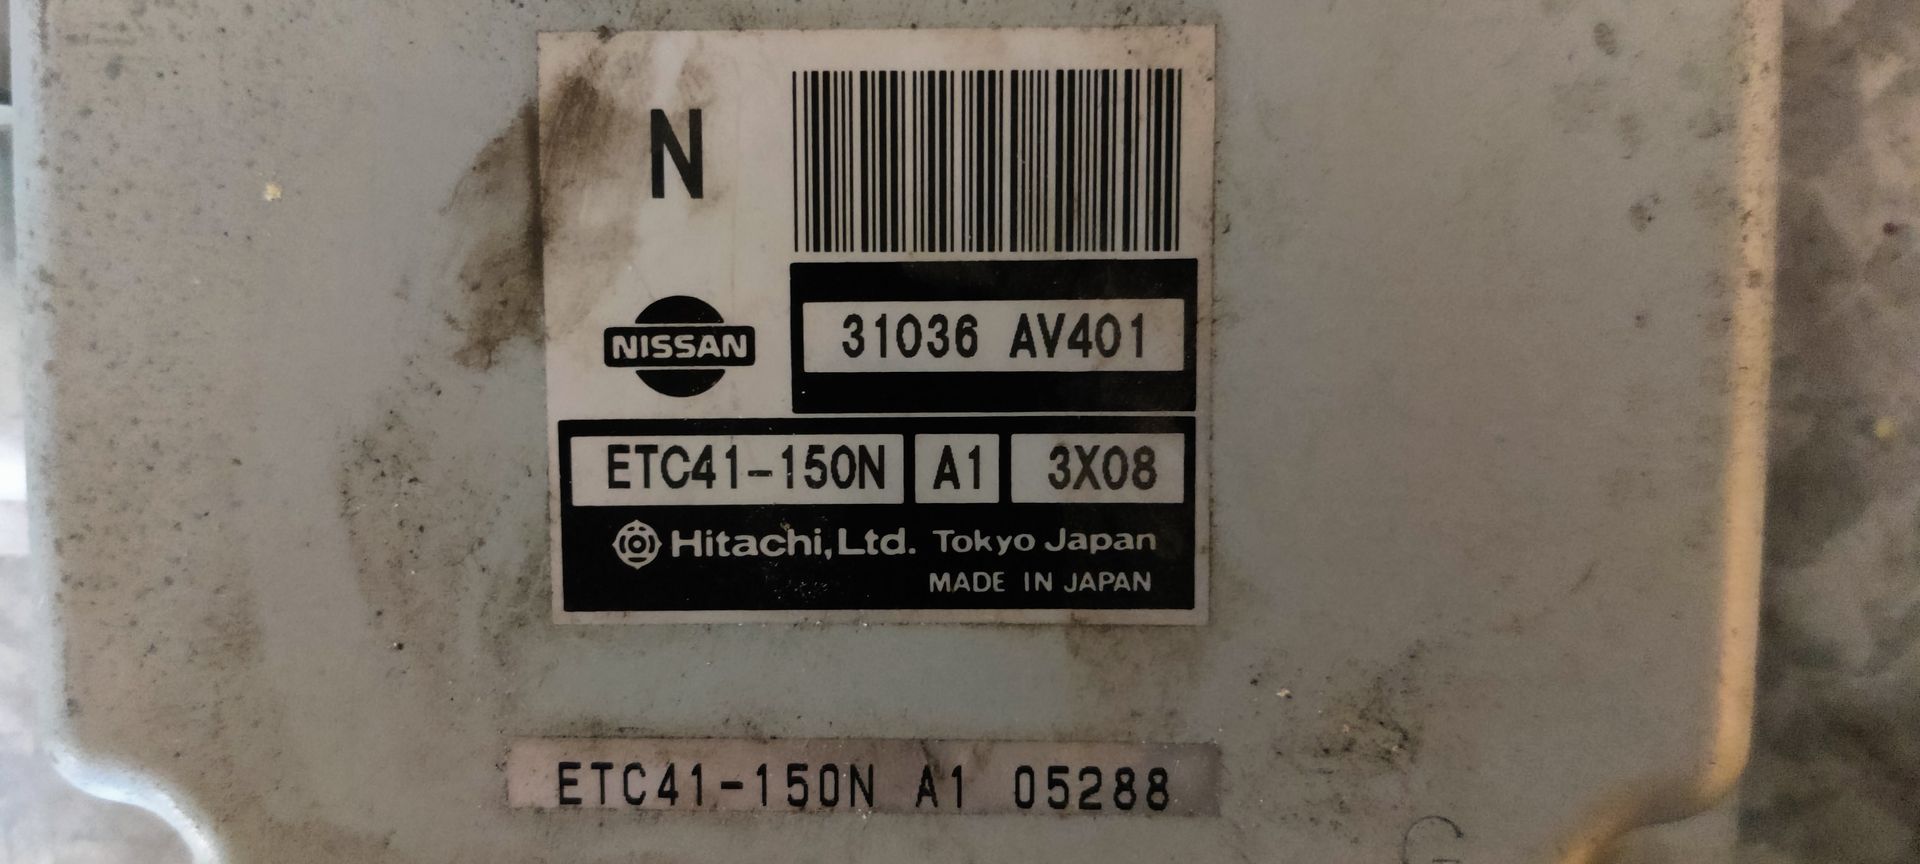 N
NISSAN
31036 AV401
ETC41-150N A1 3X08
Hitachi, Ltd. Tokyo Japan
MADE IN JAPAN
ETC41-150N A1 05288